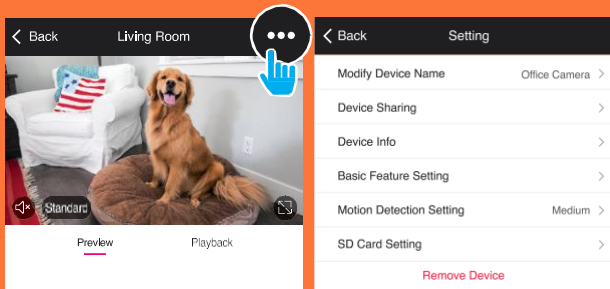 Back
Living Room
Standard
Preview
Playback
Back
Setting
Modify Device Name Office Camera
Device Sharing
Device Info
Basic Feature Setting
Motion Detection Setting Medium
SD Card Setting
Remove Device